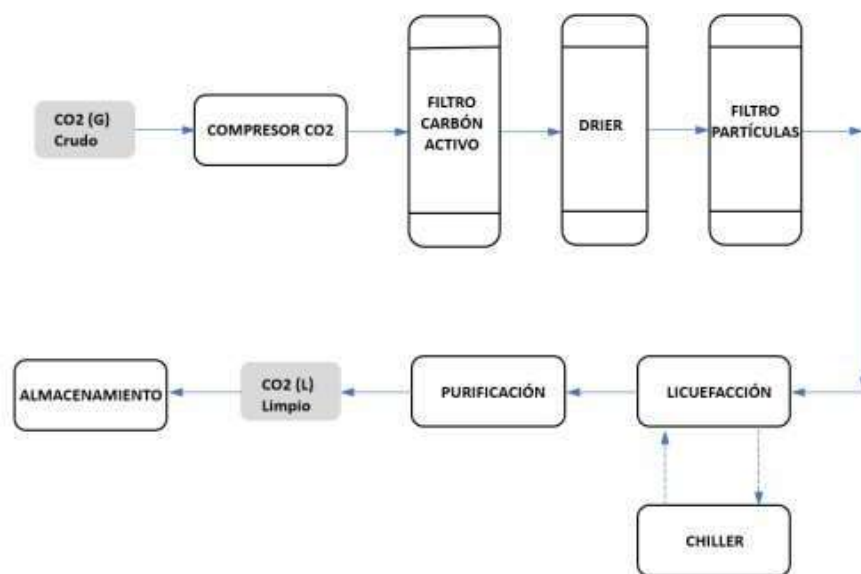 CO2 (G)
Crudo
COMPRESOR CO2
FILTRO
CARBÓN
ACTIVO
DRIER
FILTRO
PARTÍCULAS
ALMACENAMIENTO
CO2 (L)
Limpio
PURIFICACIÓN
LICUEFACCIÓN
CHILLER